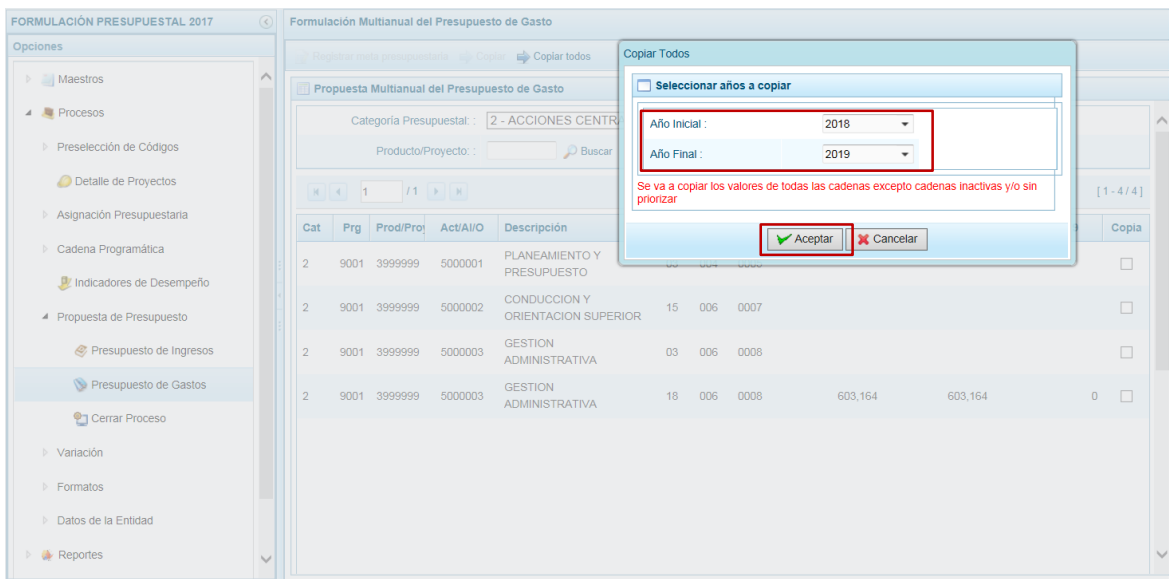 FORMULACIÓN PRESUPUESTAL 2017
Opciones
Maestros
Procesos
Preselección de Códigos
Detalle de Proyectos
Asignación Presupuestaria
Cadena Programática
Indicadores de Desempeño
Propuesta de Presupuesto
Presupuesto de Ingresos
Presupuesto de Gastos
Cerrar Proceso
Variación
Formatos
Datos de la Entidad
Reportes
Formulación Multianual del Presupuesto de Gasto
Registrar meta presupuestaria Copiar Copiar todos
Propuesta Multianual del Presupuesto de Gasto
Categoría Presupuestal: : 2 - ACCIONES CENTR
Producto/Proyecto: : Buscar
1 / 1 [ 1 - 4 / 4 ]
Cat Prg Prod/Proy Act/AI/O Descripción Copia
2 9001 3999999 5000001 PLANEAMIENTO Y PRESUPUESTO
2 9001 3999999 5000002 CONDUCCION Y ORIENTACION SUPERIOR 15 006 0007
2 9001 3999999 5000003 GESTION ADMINISTRATIVA 03 006 0008
2 9001 3999999 5000003 GESTION ADMINISTRATIVA 18 006 0008 603,164 603,164 0
Copiar Todos
Seleccionar años a copiar
Año Inicial : 2018
Año Final : 2019
Se va a copiar los valores de todas las cadenas excepto cadenas inactivas y/o sin
priorizar
Aceptar Cancelar